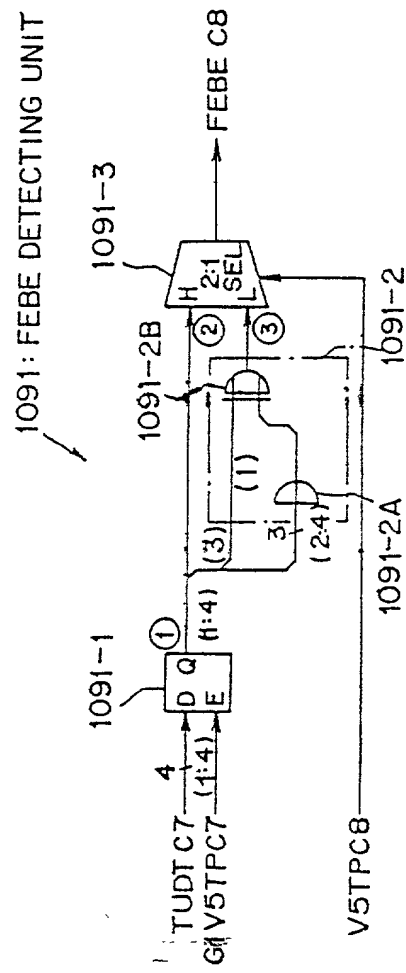 1091: FEBE DETECTING UNIT
1091-3
FEBE C8
H
2:1
SEL
L
②
③
1091-2B
1091-2
(1)
(3)
3
(2:4)
1091-2A
①
(1:4)
1091-1
D Q
E
4
(1:4)
TUDT C7
G1V5TPC7
V5TPC8